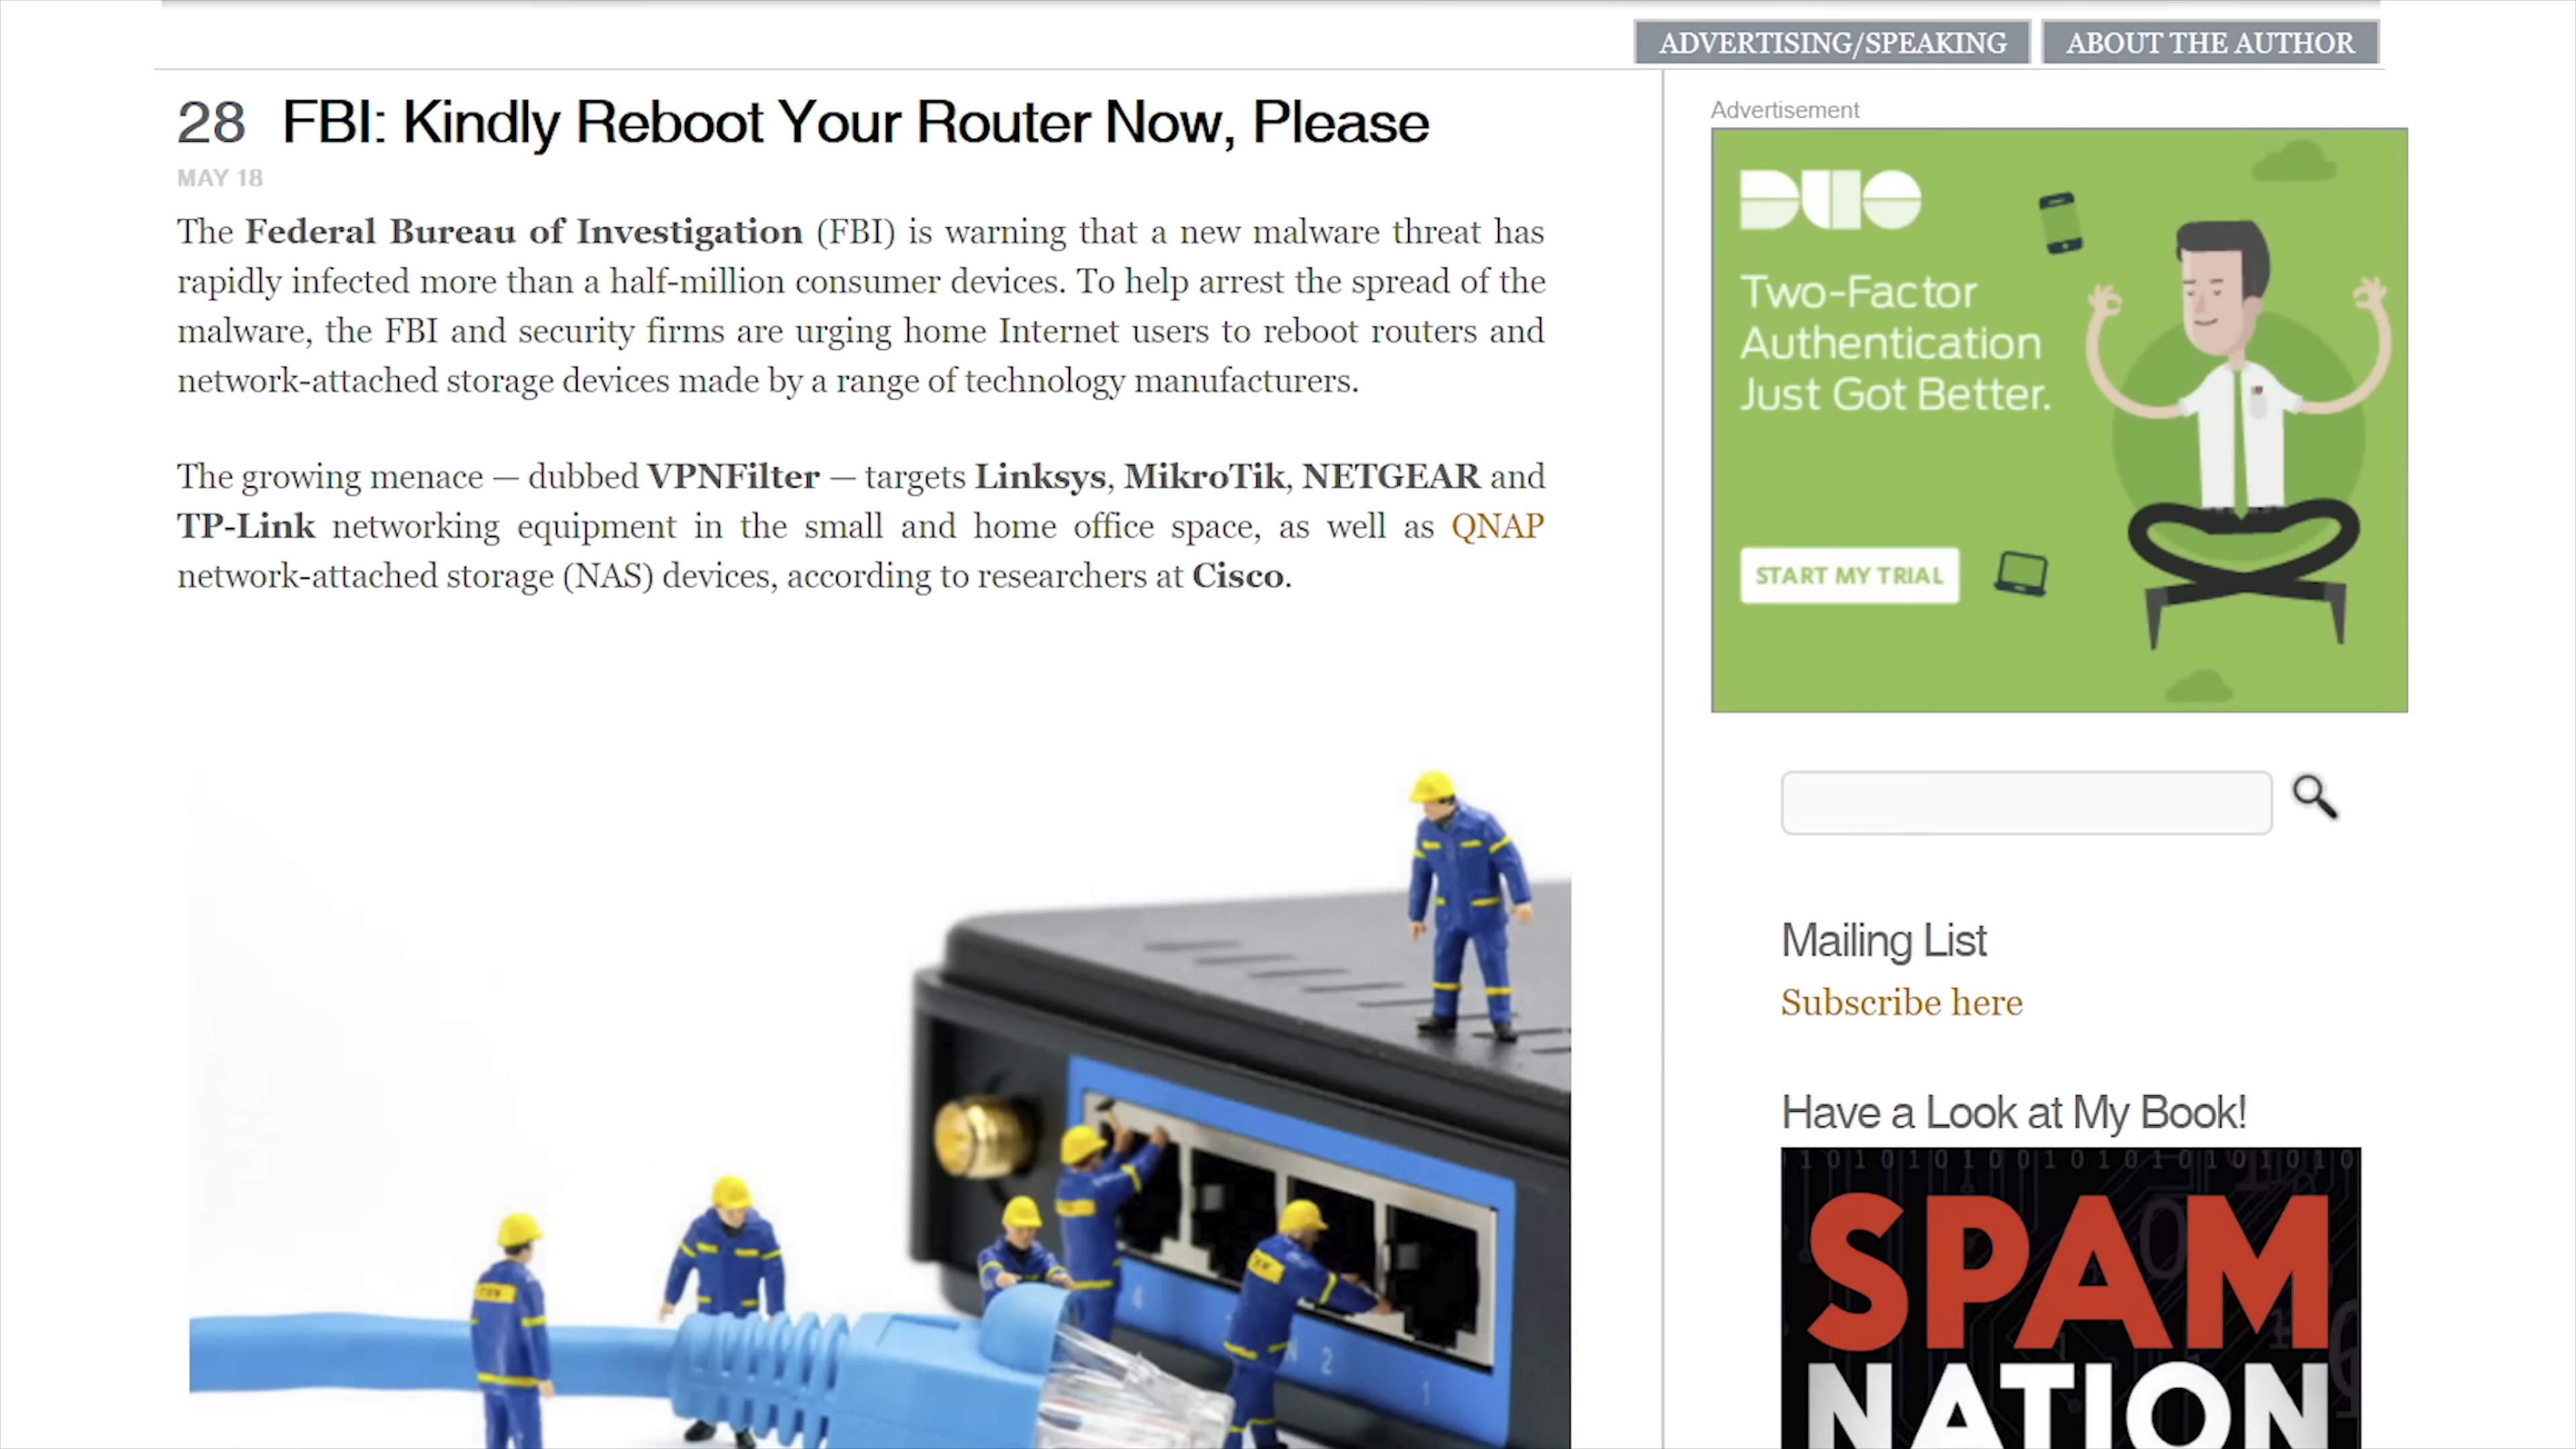 ADVERTISING/SPEAKING
ABOUT THE AUTHOR
28 FBI: Kindly Reboot Your Router Now, Please
MAY 18
The Federal Bureau of Investigation (FBI) is warning that a new malware threat has
rapidly infected more than a half-million consumer devices. To help arrest the spread of the
malware, the FBI and security firms are urging home Internet users to reboot routers and
network-attached storage devices made by a range of technology manufacturers.
The growing menace — dubbed VPNFilter — targets Linksys, MikroTik, NETGEAR and
TP-Link networking equipment in the small and home office space, as well as QNAP
network-attached storage (NAS) devices, according to researchers at Cisco.
4
2
1
Advertisement
DUO
Two-Factor
Authentication
Just Got Better.
START MY TRIAL
Mailing List
Subscribe here
Have a Look at My Book!
SPAM
NATION